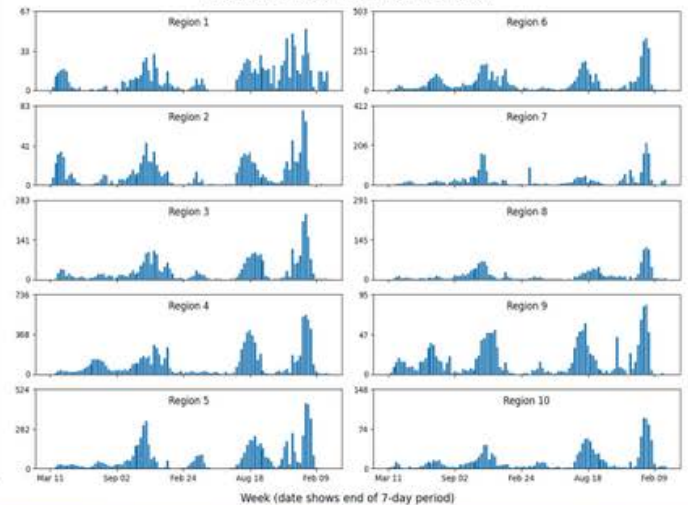 67
33
0
Region 1
503
251
0
Region 6
83
41
0
Region 2
412
206
0
Region 7
283
141
0
Region 3
291
145
0
Region 8
736
368
0
Region 4
95
47
0
Region 9
524
262
0
Region 5
148
74
0
Region 10
Mar 11 Sep 02 Feb 24 Aug 18 Feb 09
Mar 11 Sep 02 Feb 24 Aug 18 Feb 09
Week (date shows end of 7-day period)